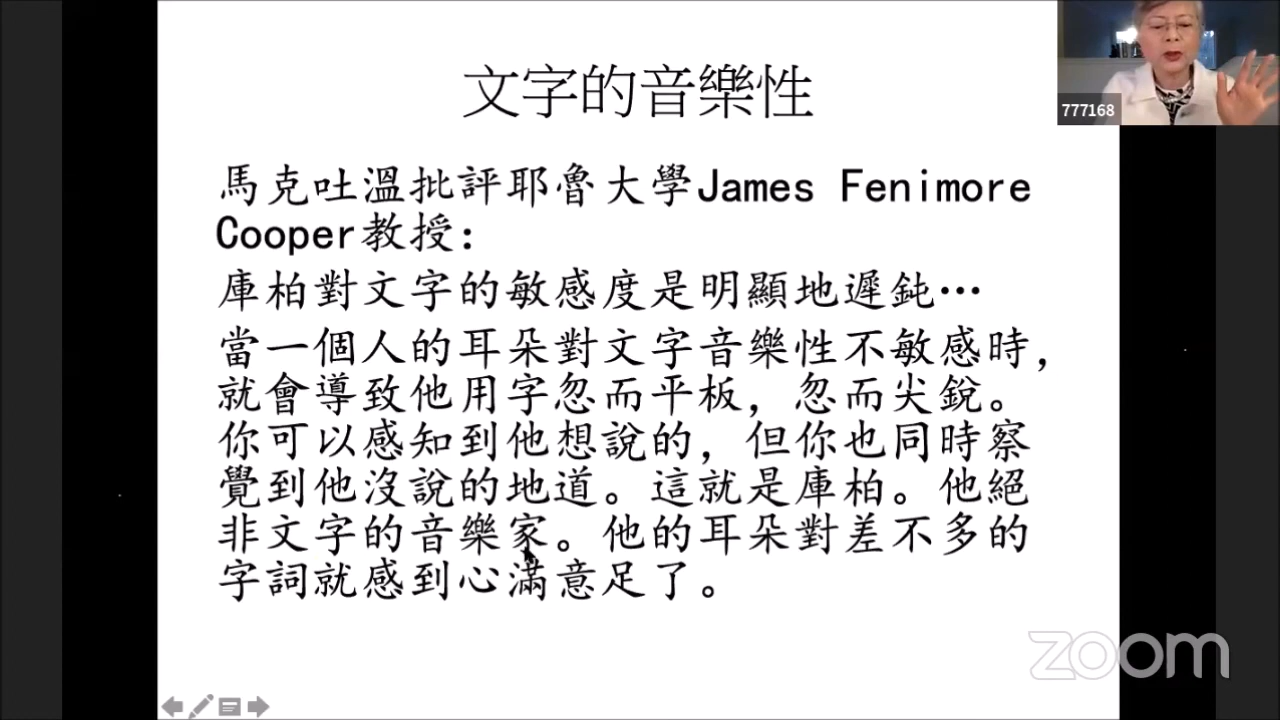 文字的音樂性
777168
馬克吐溫批評耶魯大學James Fenimore
Cooper教授:
庫柏對文字的敏感度是明顯地遲鈍…
當一個人的耳朵對文字音樂性不敏感時,
就會導致他用字忽而平板, 忽而尖銳。
你可以感知到他想說的, 但你也同時察
覺到他沒說的地道。這就是庫柏。他絕
非文字的音樂家。他的耳朵對差不多的
字詞就感到心滿意足了。
zoom